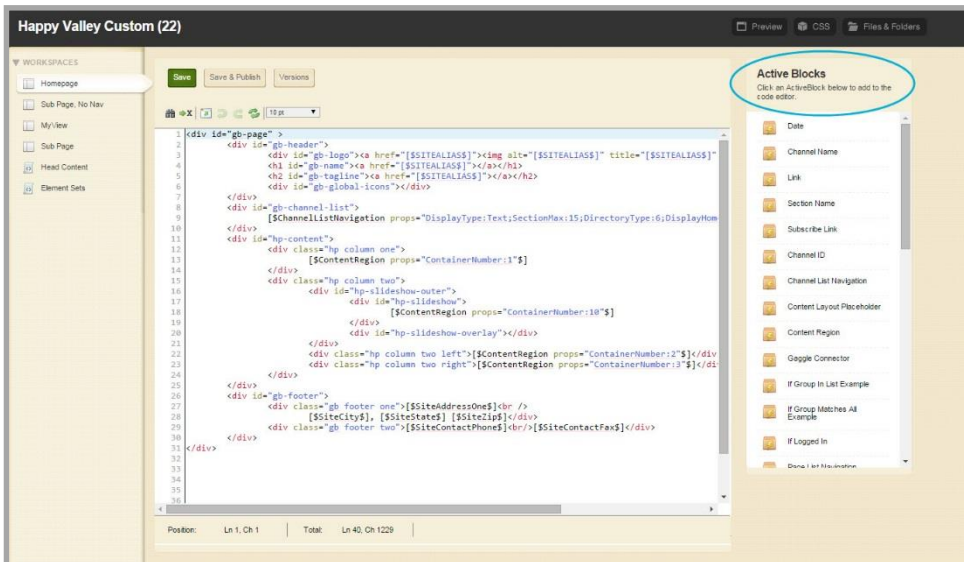 Happy Valley Custom (22)
Preview
CSS
Files & Folders
WORKSPACES
Homepage
Sub Page, No Nav
MyView
Sub Page
Head Content
Element Sets
Save
Save & Publish
Versions
10 pt
1 <div id="gb-page" >
2 <div id="gb-header">
3 <div id="gb-logo"><a href="[$SITEALIAS$]"><img alt="[$SITEALIAS$]" title="[$SITEALIAS$]"
4 <h1 id="gb-name"><a href="[$SITEALIAS$]"></a></h1>
5 <h2 id="gb-tagline"><a href="[$SITEALIAS$]"></a></h2>
6 <div id="gb-global-icons"></div>
7 </div>
8 <div id="gb-channel-list">
9 [$ChannelListNavigation props="DisplayType:Text;SectionMax:15;DirectoryType:6;DisplayHom
10 </div>
11 <div id="hp-content">
12 <div class="hp column one">
13 [$ContentRegion props="ContainerNumber:1"$]
14 </div>
15 <div class="hp column two">
16 <div id="hp-slideshow-outer">
17 <div id="hp-slideshow">
18 [$ContentRegion props="ContainerNumber:10"$]
19 </div>
20 <div id="hp-slideshow-overlay"></div>
21 </div>
22 <div class="hp column two left">[$ContentRegion props="ContainerNumber:2"$]</div
23 <div class="hp column two right">[$ContentRegion props="ContainerNumber:3"$]</di
24 </div>
25 </div>
26 <div id="gb-footer">
27 <div class="gb footer one">[$SiteAddressOne$]<br />
28 [$SiteCity$], [$SiteState$] [$SiteZip$]</div>
29 <div class="gb footer two">[$SiteContactPhone$]<br/>[$SiteContactFax$]</div>
30 </div>
31 </div>
32
33
34
35
36
Position: Ln 1, Ch 1 Total: Ln 40, Ch 1229
Active Blocks
Click an ActiveBlock below to add to the
code editor.
Date
Channel Name
Link
Section Name
Subscribe Link
Channel ID
Channel List Navigation
Content Layout Placeholder
Content Region
Gaggle Connector
If Group In List Example
If Group Matches All
Example
If Logged In
Page List Navigation